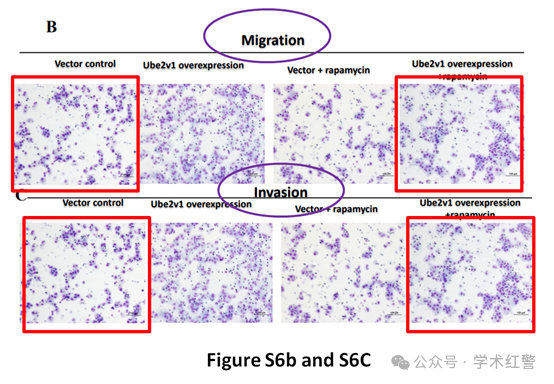 B
Migration
Vector control
Ube2v1 overexpression
Vector + rapamycin
Ube2v1 overexpression
+rapamycin
C
Invasion
Vector control
Ube2v1 overexpression
Vector + rapamycin
Ube2v1 overexpression
+rapamycin
Figure S6b and S6C
公众号 · 学术红警